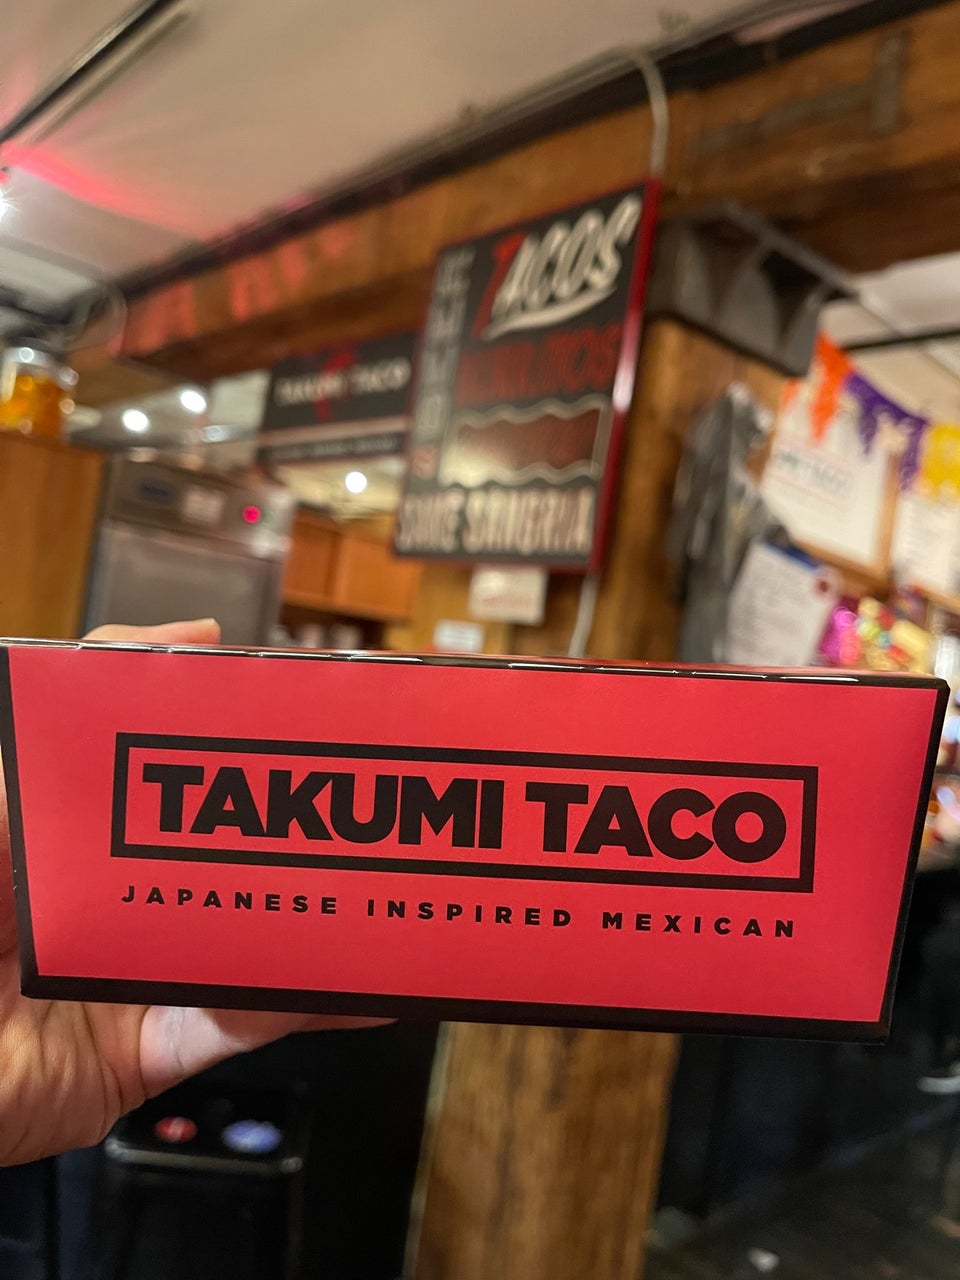 TACOS
BURRITOS
SAKE SANGRIA
TAKUMI TACO
TAKUMI TACO
JAPANESE INSPIRED MEXICAN